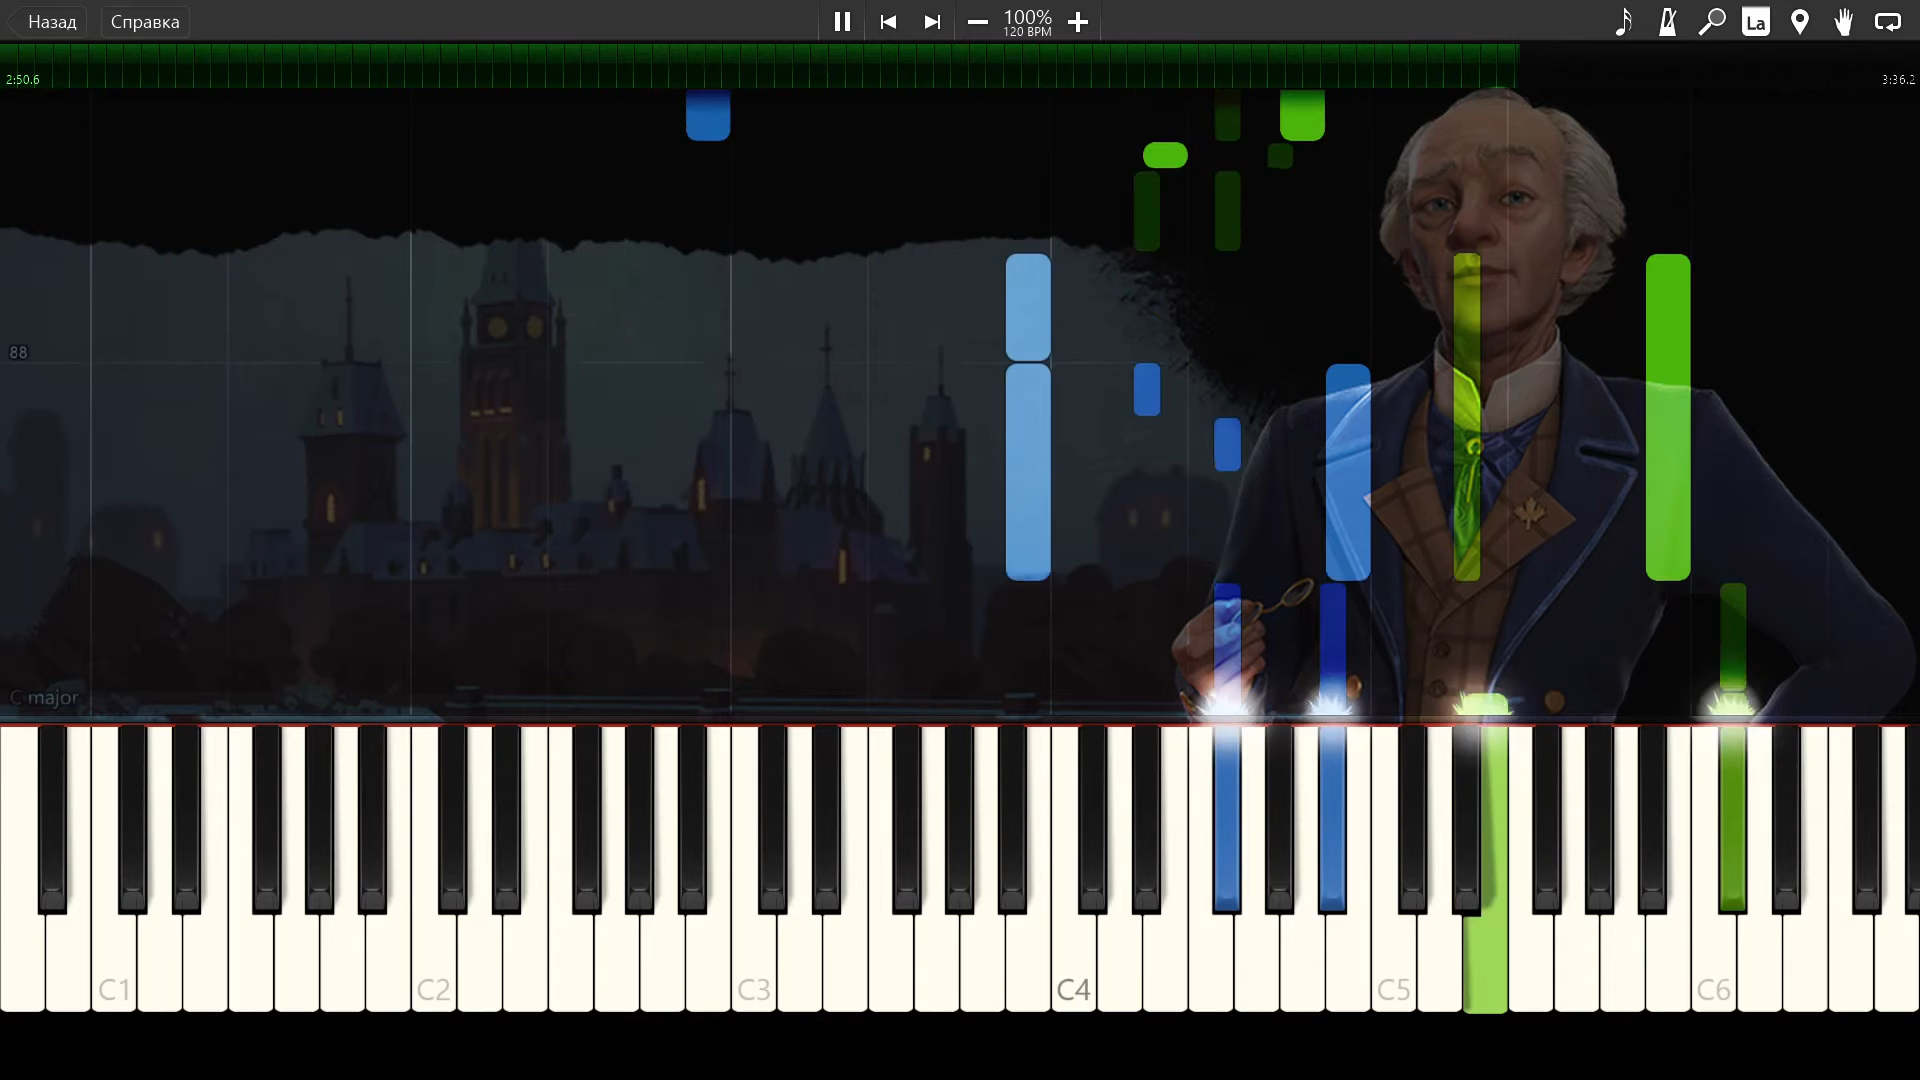 Назад
Справка
100%
120 BPM
La
2:50.6
3:36.2
88
C major
C1
C2
C3
C4
C5
C6